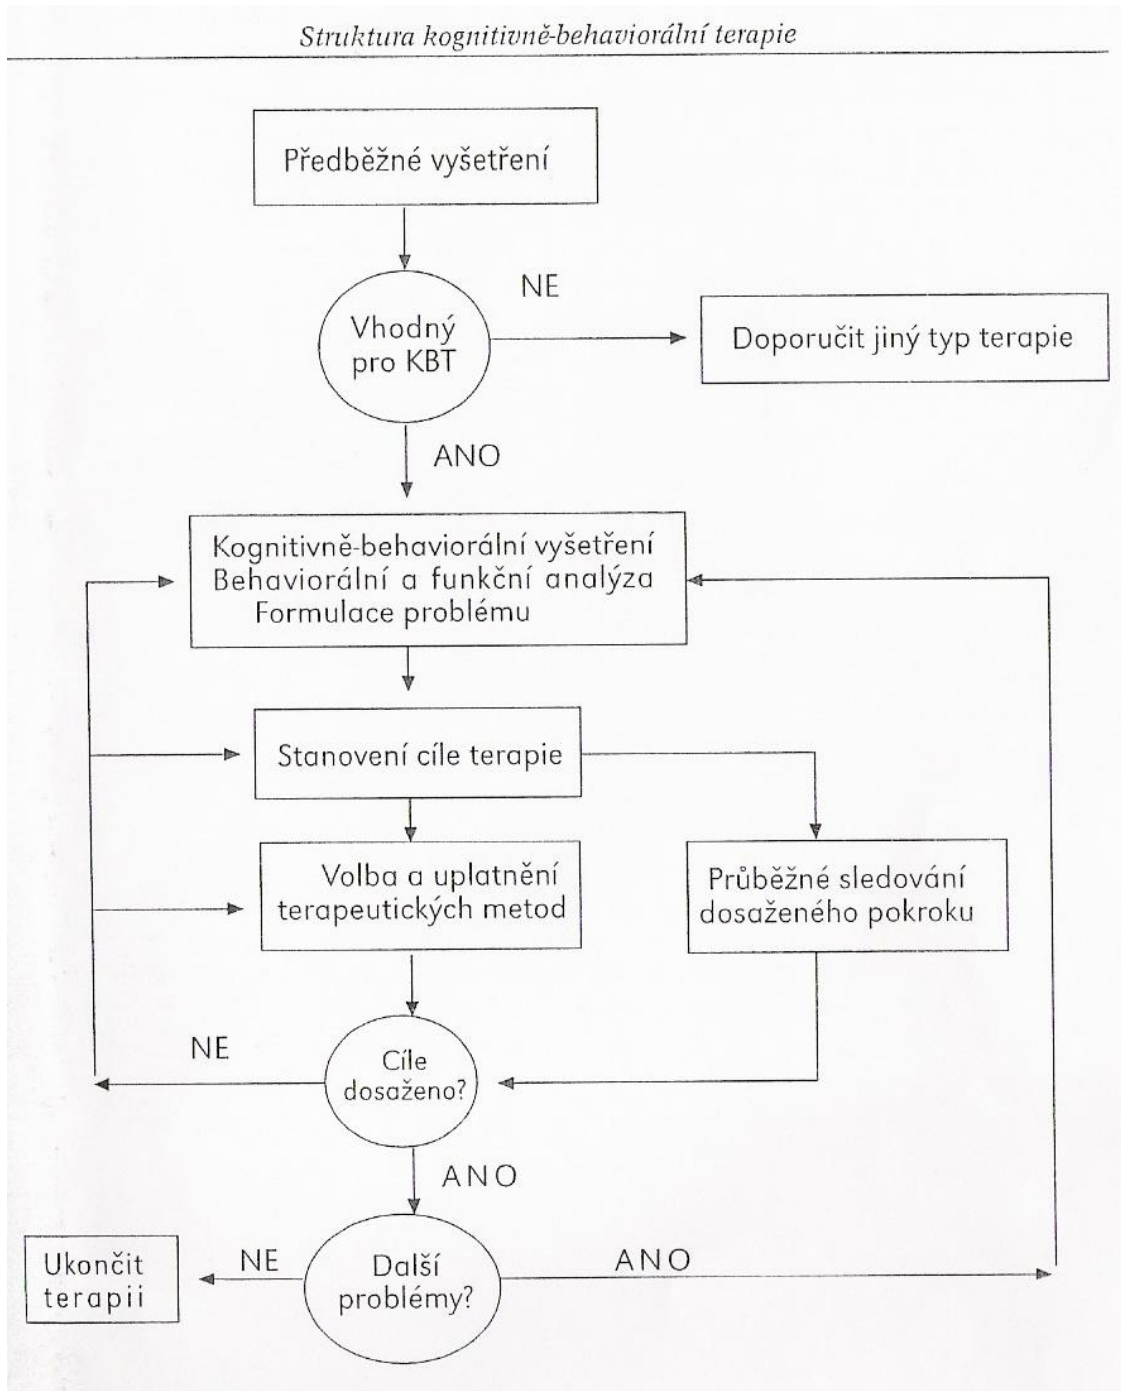 Struktura kognitivně-behaviorální terapie
Předběžné vyšetření
NE
Vhodný
pro KBT
Doporučit jiný typ terapie
ANO
Kognitivně-behaviorální vyšetření
Behaviorální a funkční analýza
Formulace problému
Stanovení cíle terapie
Volba a uplatnění
terapeutických metod
Průběžné sledování
dosaženého pokroku
NE
Cíle
dosaženo?
ANO
Ukončit
terapii
NE
Další
problémy?
ANO